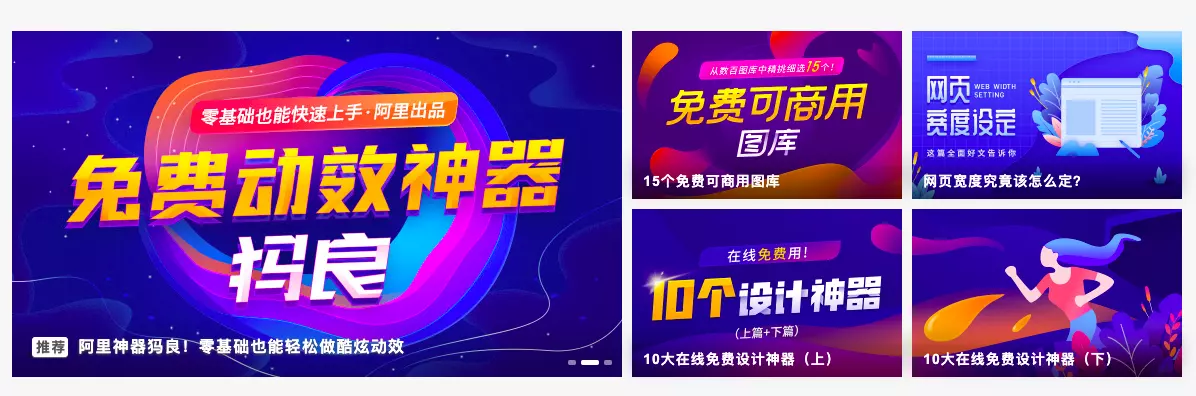 零基础也能快速上手·阿里出品
免费动效神器
犸良
推荐 阿里神器犸良！零基础也能轻松做酷炫动效
从数百图库中精挑细选15个！
免费可商用
图库
15个免费可商用图库
网页
宽度设定
WEB WIDTH
SETTING
这篇全面好文告诉你
网页宽度究竟该怎么定?
在线免费用！
10个设计神器
（上篇+下篇）
10大在线免费设计神器（上）
10大在线免费设计神器（下）